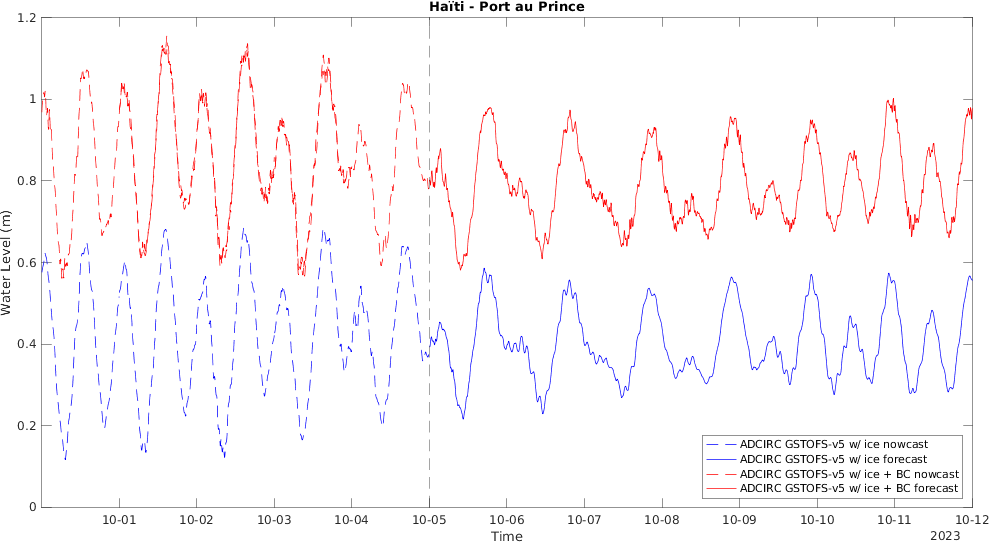 Haïti - Port au Prince
1.2
1
0.8
0.6
0.4
0.2
0
Water Level (m)
ADCIRC GSTOFS-v5 w/ ice nowcast
ADCIRC GSTOFS-v5 w/ ice forecast
ADCIRC GSTOFS-v5 w/ ice + BC nowcast
ADCIRC GSTOFS-v5 w/ ice + BC forecast
10-01 10-02 10-03 10-04 10-05 10-06 10-07 10-08 10-09 10-10 10-11 10-12
Time
2023